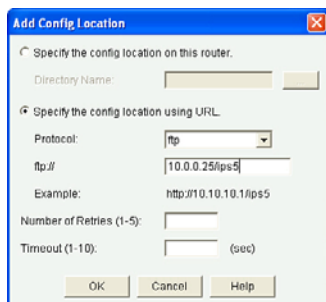 Add Config Location
Specify the config location on this router.
Directory Name:
Specify the config location using URL.
Protocol: ftp
ftp:// 10.0.0.25/ips5
Example: http://10.10.10.1/ips5
Number of Retries (1-5):
Timeout (1-10): (sec)
OK Cancel Help